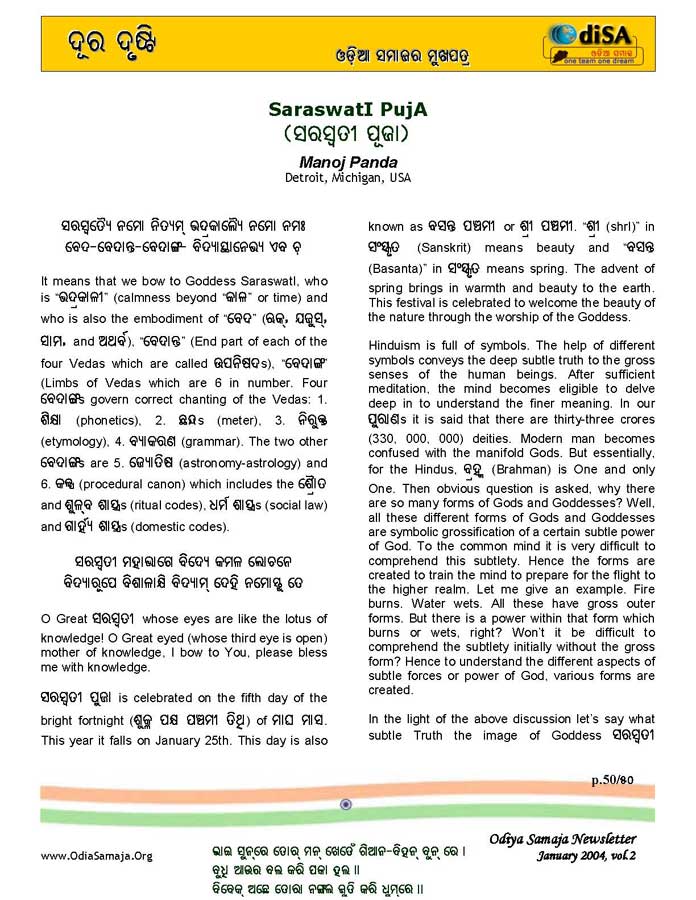 ଦୂର ଦୃଷ୍ଟି
ଓଡ଼ିଆ ସମାଜର ମୁଖପତ୍ର
OdiSA
ଓଡ଼ିଆ ସମାଜ
one team one dream
SaraswatI PujA
(ସରସ୍ୱତୀ ପୂଜା)
Manoj Panda
Detroit, Michigan, USA
ସରସ୍ୱତ୍ୟୈ ନମୋ ନିତ୍ୟମ୍ ଭଦ୍ରକାଲ୍ୟୈ ନମୋ ନମଃ
ବେଦ-ବେଦାନ୍ତ-ବେଦାଙ୍ଗ- ବିଦ୍ୟାସ୍ଥାନେଭ୍ୟ ଏବ ଚ୍
It means that we bow to Goddess SaraswatI, who
is “ଭଦ୍ରକାଳୀ” (calmness beyond “କାଳ” or time) and
who is also the embodiment of “ବେଦ” (ଋକ୍, ଯଜୁସ୍,
ସାମ, and ଅଥର୍ବ), “ବେଦାନ୍ତ” (End part of each of the
four Vedas which are called ଉପନିଷଦs), “ବେଦାଙ୍ଗ”
(Limbs of Vedas which are 6 in number. Four
ବେଦାଙ୍ଗs govern correct chanting of the Vedas: 1.
ଶିକ୍ଷା (phonetics), 2. ଛନ୍ଦs (meter), 3. ନିରୁକ୍ତ
(etymology), 4. ବ୍ୟାକରଣ (grammar). The two other
ବେଦାଙ୍ଗs are 5. ଜ୍ୟୋତିଷ (astronomy-astrology) and
6. କଳ୍ପ (procedural canon) which includes the ଶ୍ରୌତ
and ଶୁଳ୍ବ ଶାସ୍ତ୍ରs (ritual codes), ଧର୍ମ ଶାସ୍ତ୍ରs (social law)
and ଗାର୍ହ୍ୟ ଶାସ୍ତ୍ରs (domestic codes).
ସରସ୍ୱତୀ ମହାଭାଗେ ବିଦ୍ୟେ କମଳ ଲୋଚନେ
ବିଦ୍ୟାରୂପେ ବିଶାଳାକ୍ଷି ବିଦ୍ୟାମ୍ ଦେହି ନମୋସ୍ତୁ ତେ
O Great ସରସ୍ୱତୀ whose eyes are like the lotus of
knowledge! O Great eyed (whose third eye is open)
mother of knowledge, I bow to You, please bless
me with knowledge.
ସରସ୍ୱତୀ ପୂଜା is celebrated on the fifth day of the
bright fortnight (ଶୁକ୍ଳ ପକ୍ଷ ପଞ୍ଚମୀ ତିଥି) of ମାଘ ମାସ.
This year it falls on January 25th. This day is also
known as ବସନ୍ତ ପଞ୍ଚମୀ or ଶ୍ରୀ ପଞ୍ଚମୀ. “ଶ୍ରୀ (shrI)” in
ସଂସ୍କୃତ (Sanskrit) means beauty and “ବସନ୍ତ
(Basanta)” in ସଂସ୍କୃତ means spring. The advent of
spring brings in warmth and beauty to the earth.
This festival is celebrated to welcome the beauty of
the nature through the worship of the Goddess.
Hinduism is full of symbols. The help of different
symbols conveys the deep subtle truth to the gross
senses of the human beings. After sufficient
meditation, the mind becomes eligible to delve
deep in to understand the finer meaning. In our
ପୁରାଣs it is said that there are thirty-three crores
(330, 000, 000) deities. Modern man becomes
confused with the manifold Gods. But essentially,
for the Hindus, ବ୍ରହ୍ମ (Brahman) is One and only
One. Then obvious question is asked, why there
are so many forms of Gods and Goddesses? Well,
all these different forms of Gods and Goddesses
are symbolic grossification of a certain subtle power
of God. To the common mind it is very difficult to
comprehend this subtlety. Hence the forms are
created to train the mind to prepare for the flight to
the higher realm. Let me give an example. Fire
burns. Water wets. All these have gross outer
forms. But there is a power within that form which
burns or wets, right? Won’t it be difficult to
comprehend the subtlety initially without the gross
form? Hence to understand the different aspects of
subtle forces or power of God, various forms are
created.
In the light of the above discussion let’s say what
subtle Truth the image of Goddess ସରସ୍ୱତୀ
p.50/୫୦
www.OdiaSamaja.Org
ଭାଇ ସୁନ୍‌ରେ ତୋର୍ ମନ୍ ଖେତେଁ ଗିଆନ-ବିହନ୍ ବୁନ୍ ରେ ।
ବୁଧି ଆଉର ବଲ କରି ପକା ହଲ ॥
ବିବେକ୍ ଅଛେ ତୋରା ନଙ୍ଗଲ କୁଡି କରି ଧୁମ୍‌ରେ ॥
Odiya Samaja Newsletter
January 2004, vol.2